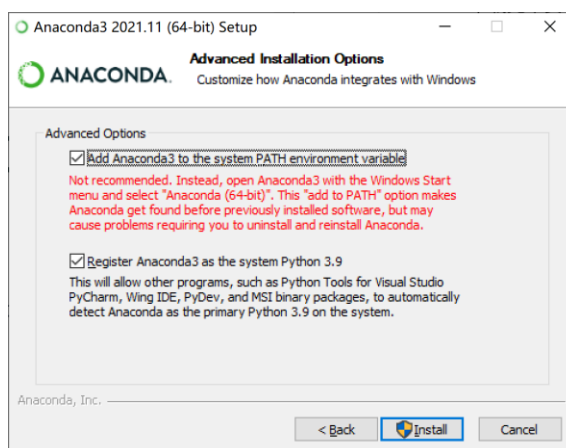 Anaconda3 2021.11 (64-bit) Setup
Advanced Installation Options
ANACONDA.
Customize how Anaconda integrates with Windows
Advanced Options
Add Anaconda3 to the system PATH environment variable
Not recommended. Instead, open Anaconda3 with the Windows Start
menu and select "Anaconda (64-bit)". This "add to PATH" option makes
Anaconda get found before previously installed software, but may
cause problems requiring you to uninstall and reinstall Anaconda.
Register Anaconda3 as the system Python 3.9
This will allow other programs, such as Python Tools for Visual Studio
PyCharm, Wing IDE, PyDev, and MSI binary packages, to automatically
detect Anaconda as the primary Python 3.9 on the system.
Anaconda, Inc.
< Back
Install
Cancel